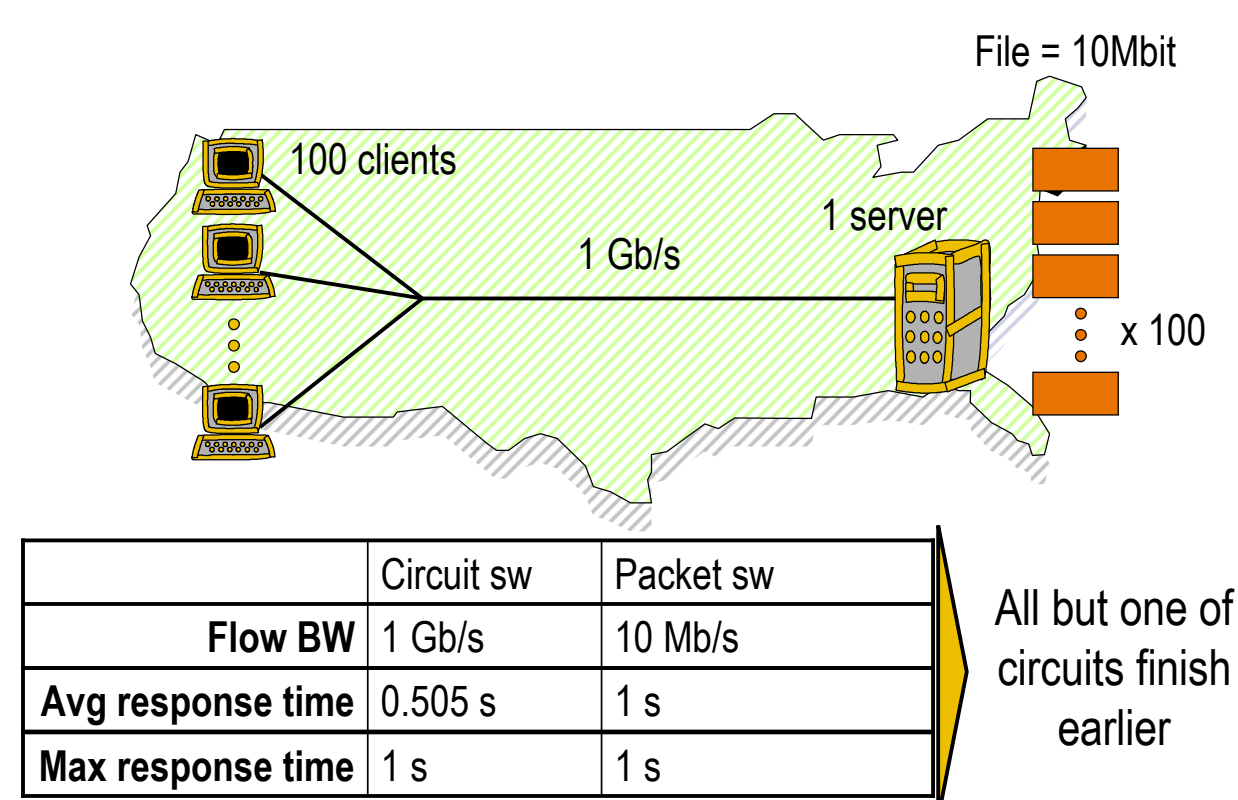 File = 10Mbit
100 clients
1 server
1 Gb/s
x 100
Circuit sw Packet sw
Flow BW 1 Gb/s 10 Mb/s
Avg response time 0.505 s 1 s
Max response time 1 s 1 s
All but one of
circuits finish
earlier